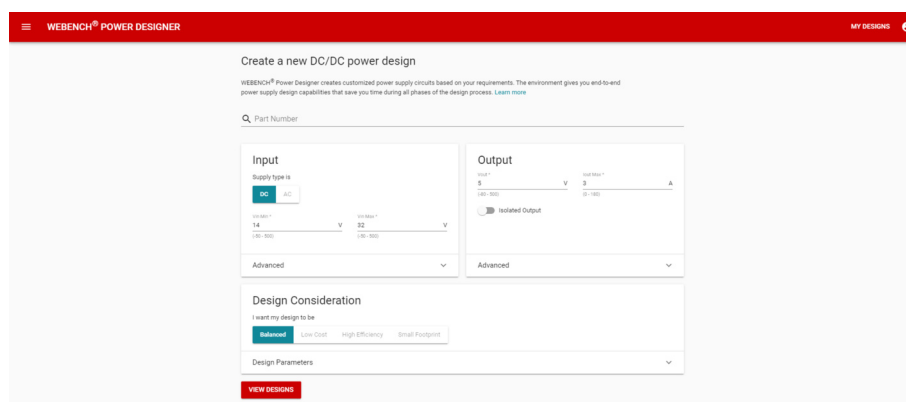 WEBENCH® POWER DESIGNER
MY DESIGNS
Create a new DC/DC power design
WEBENCH® Power Designer creates customized power supply circuits based on your requirements. The environment gives you end-to-end
power supply design capabilities that save you time during all phases of the design process. Learn more
Part Number
Input
Supply type is
DC AC
Vin Min * Vin Max *
14 V 32 V
Advanced
Output
Vout * Iout Max *
5 V 3 A
Isolated Output
Advanced
Design Consideration
I want my design to be
Balanced Low Cost High Efficiency Small Footprint
Design Parameters
VIEW DESIGNS